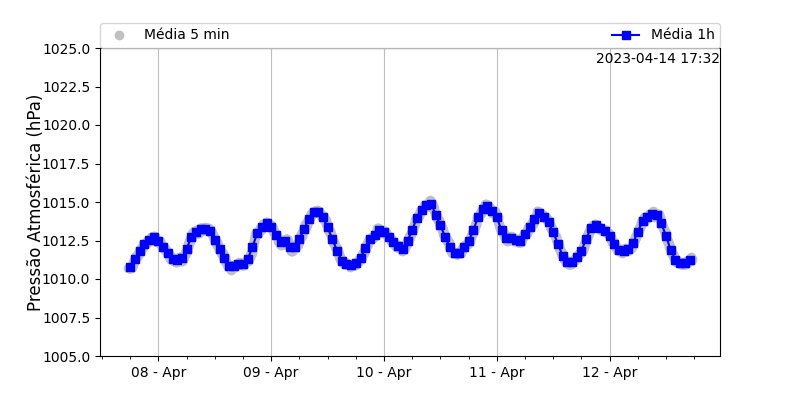 Média 5 min
Média 1h
2023-04-14 17:32
Pressão Atmosférica (hPa)
1025.0
1022.5
1020.0
1017.5
1015.0
1012.5
1010.0
1007.5
1005.0
08 - Apr
09 - Apr
10 - Apr
11 - Apr
12 - Apr